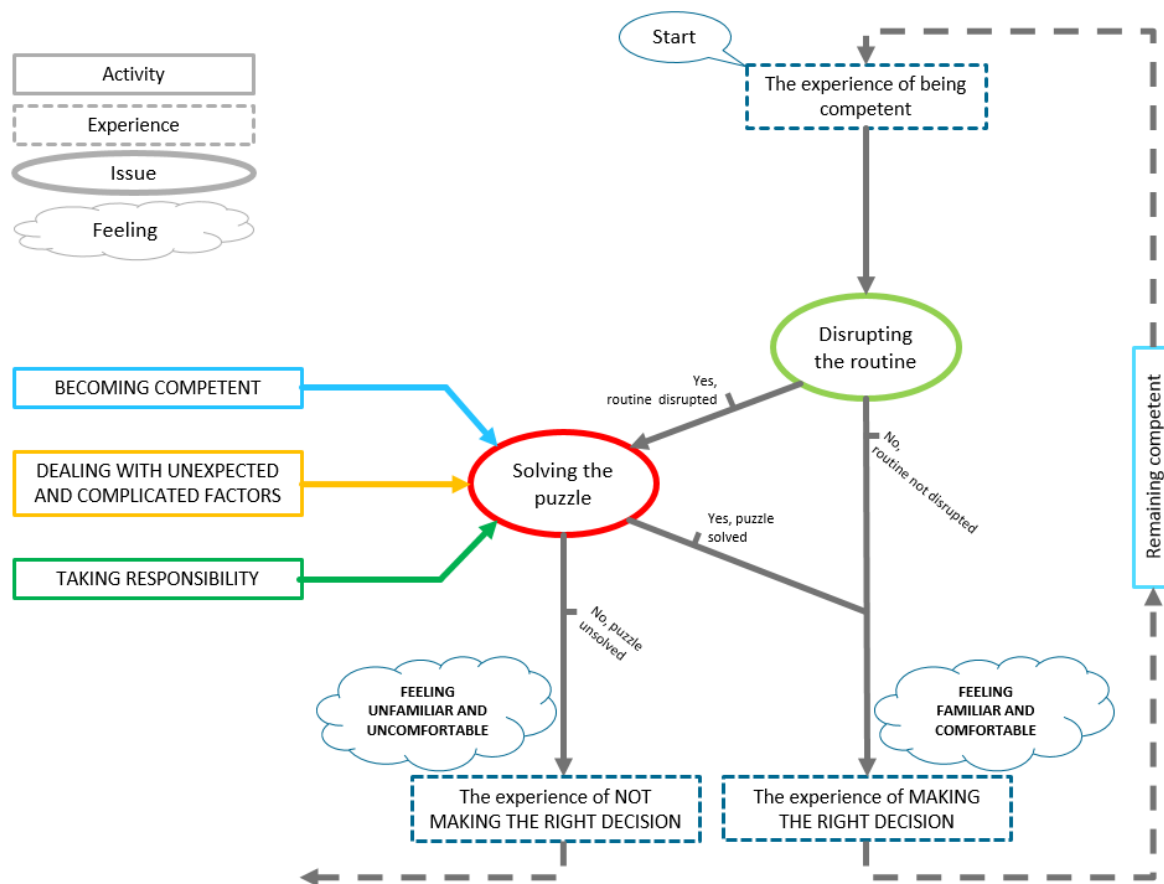 Start
Activity
Experience
Issue
Feeling
The experience of being
competent
Disrupting
the routine
Yes,
routine disrupted
No,
routine not disrupted
BECOMING COMPETENT
DEALING WITH UNEXPECTED
AND COMPLICATED FACTORS
TAKING RESPONSIBILITY
Solving the
puzzle
Yes, puzzle
solved
No, puzzle
unsolved
Remaining competent
FEELING
UNFAMILIAR AND
UNCOMFORTABLE
FEELING
FAMILIAR AND
COMFORTABLE
The experience of NOT
MAKING THE RIGHT DECISION
The experience of MAKING
THE RIGHT DECISION